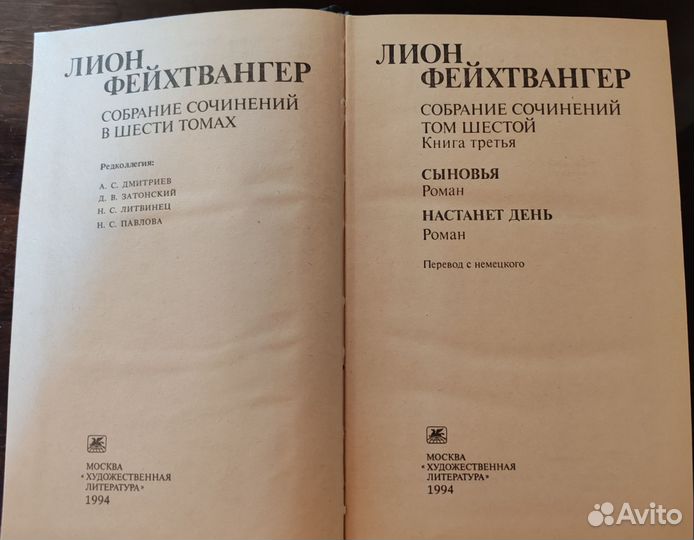 ЛИОН
ФЕЙХТВАНГЕР
СОБРАНИЕ СОЧИНЕНИЙ
В ШЕСТИ ТОМАХ
Редколлегия:
А. С. ДМИТРИЕВ
Д. В. ЗАТОНСКИЙ
Н. С. ЛИТВИНЕЦ
Н. С. ПАВЛОВА
МОСКВА
«ХУДОЖЕСТВЕННАЯ
ЛИТЕРАТУРА»
1994
ЛИОН
ФЕЙХТВАНГЕР
СОБРАНИЕ СОЧИНЕНИЙ
ТОМ ШЕСТОЙ
Книга третья
СЫНОВЬЯ
Роман
НАСТАНЕТ ДЕНЬ
Роман
Перевод с немецкого
МОСКВА
«ХУДОЖЕСТВЕННАЯ
ЛИТЕРАТУРА»
1994
Avito